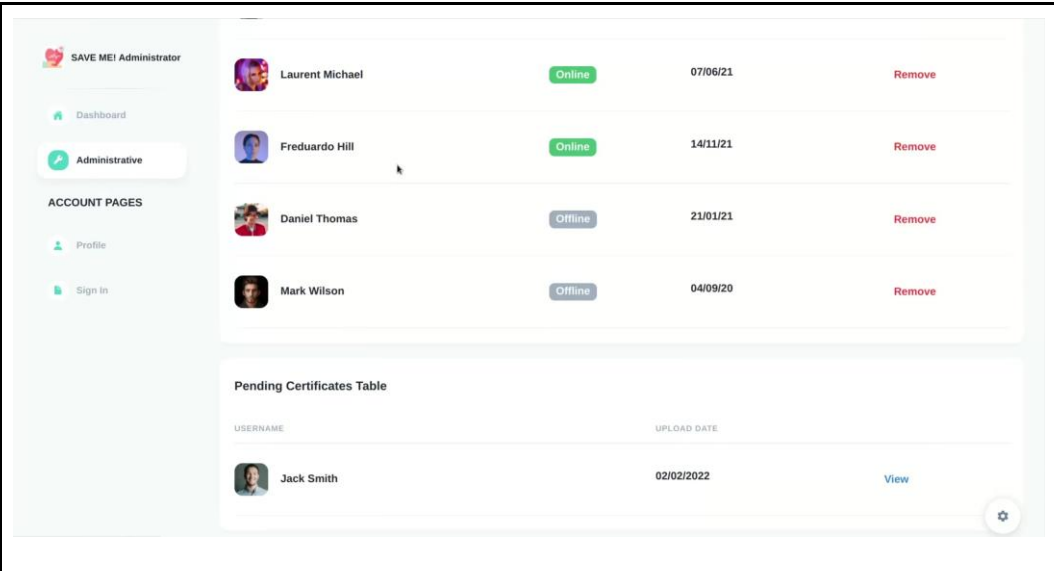 SAVE ME! Administrator
Dashboard
Administrative
ACCOUNT PAGES
Profile
Sign In
Laurent Michael Online 07/06/21 Remove
Freduardo Hill Online 14/11/21 Remove
Daniel Thomas Offline 21/01/21 Remove
Mark Wilson Offline 04/09/20 Remove
Pending Certificates Table
USERNAME UPLOAD DATE
Jack Smith 02/02/2022 View